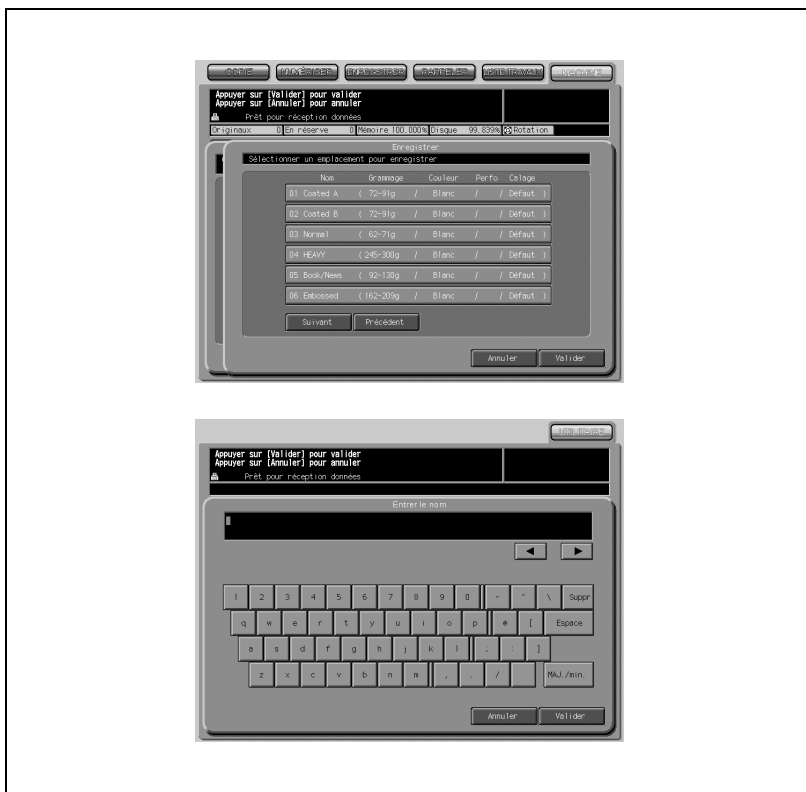 COPIE NUMÉRISER ENREGISTRER RAPPELER LISTE TRAVAUX MACHINE
Appuyer sur [Valider] pour valider
Appuyer sur [Annuler] pour annuler
Prêt pour réception données
Originaux 0 En réserve 0 Mémoire 100.000% Disque 99.839% Rotation
Enregistrer
Sélectionner un emplacement pour enregistrer
Nom Grammage Couleur Perfo Calage
01 Coated A ( 72-91g / Blanc / / Défaut )
02 Coated B ( 72-91g / Blanc / / Défaut )
03 Normal ( 62-71g / Blanc / / Défaut )
04 HEAVY (245-300g / Blanc / / Défaut )
05 Book/News ( 92-130g / Blanc / / Défaut )
06 Embossed (162-209g / Blanc / / Défaut )
Suivant Précédent
Annuler Valider
UTILITAIRE
Appuyer sur [Valider] pour valider
Appuyer sur [Annuler] pour annuler
Prêt pour réception données
Entrer le nom
1 2 3 4 5 6 7 8 9 0 - ^ \ Suppr
q w e r t y u i o p @ [ Espace
a s d f g h j k l ; : ]
z x c v b n m , . / MAJ./min.
Annuler Valider